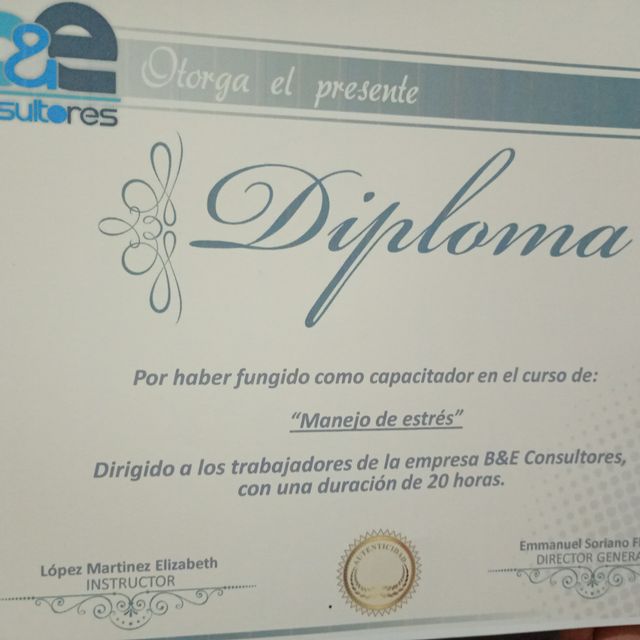 &e
Otorga el presente
Diploma
Por haber fungido como capacitador en el curso de:
“Manejo de estrés”
Dirigido a los trabajadores de la empresa B&E Consultores,
con una duración de 20 horas.
AUTENTICIDAD
López Martinez Elizabeth
INSTRUCTOR
Emmanuel Soriano
DIRECTOR